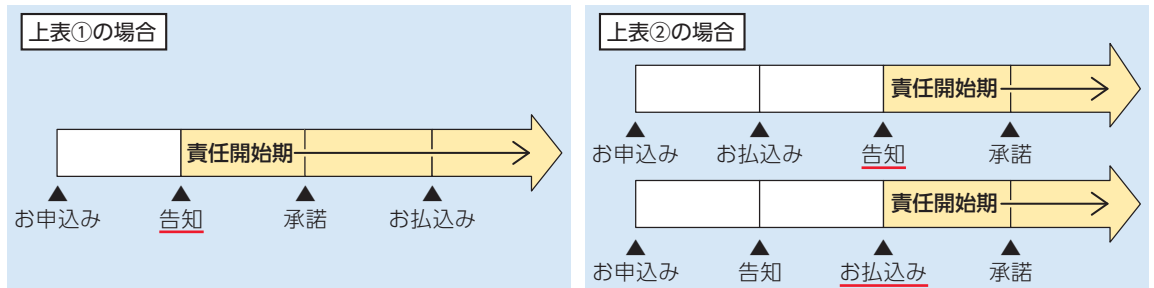 上表①の場合
責任開始期
お申込み 告知 承諾 お払込み
上表②の場合
責任開始期
お申込み お払込み 告知 承諾
責任開始期
お申込み 告知 お払込み 承諾